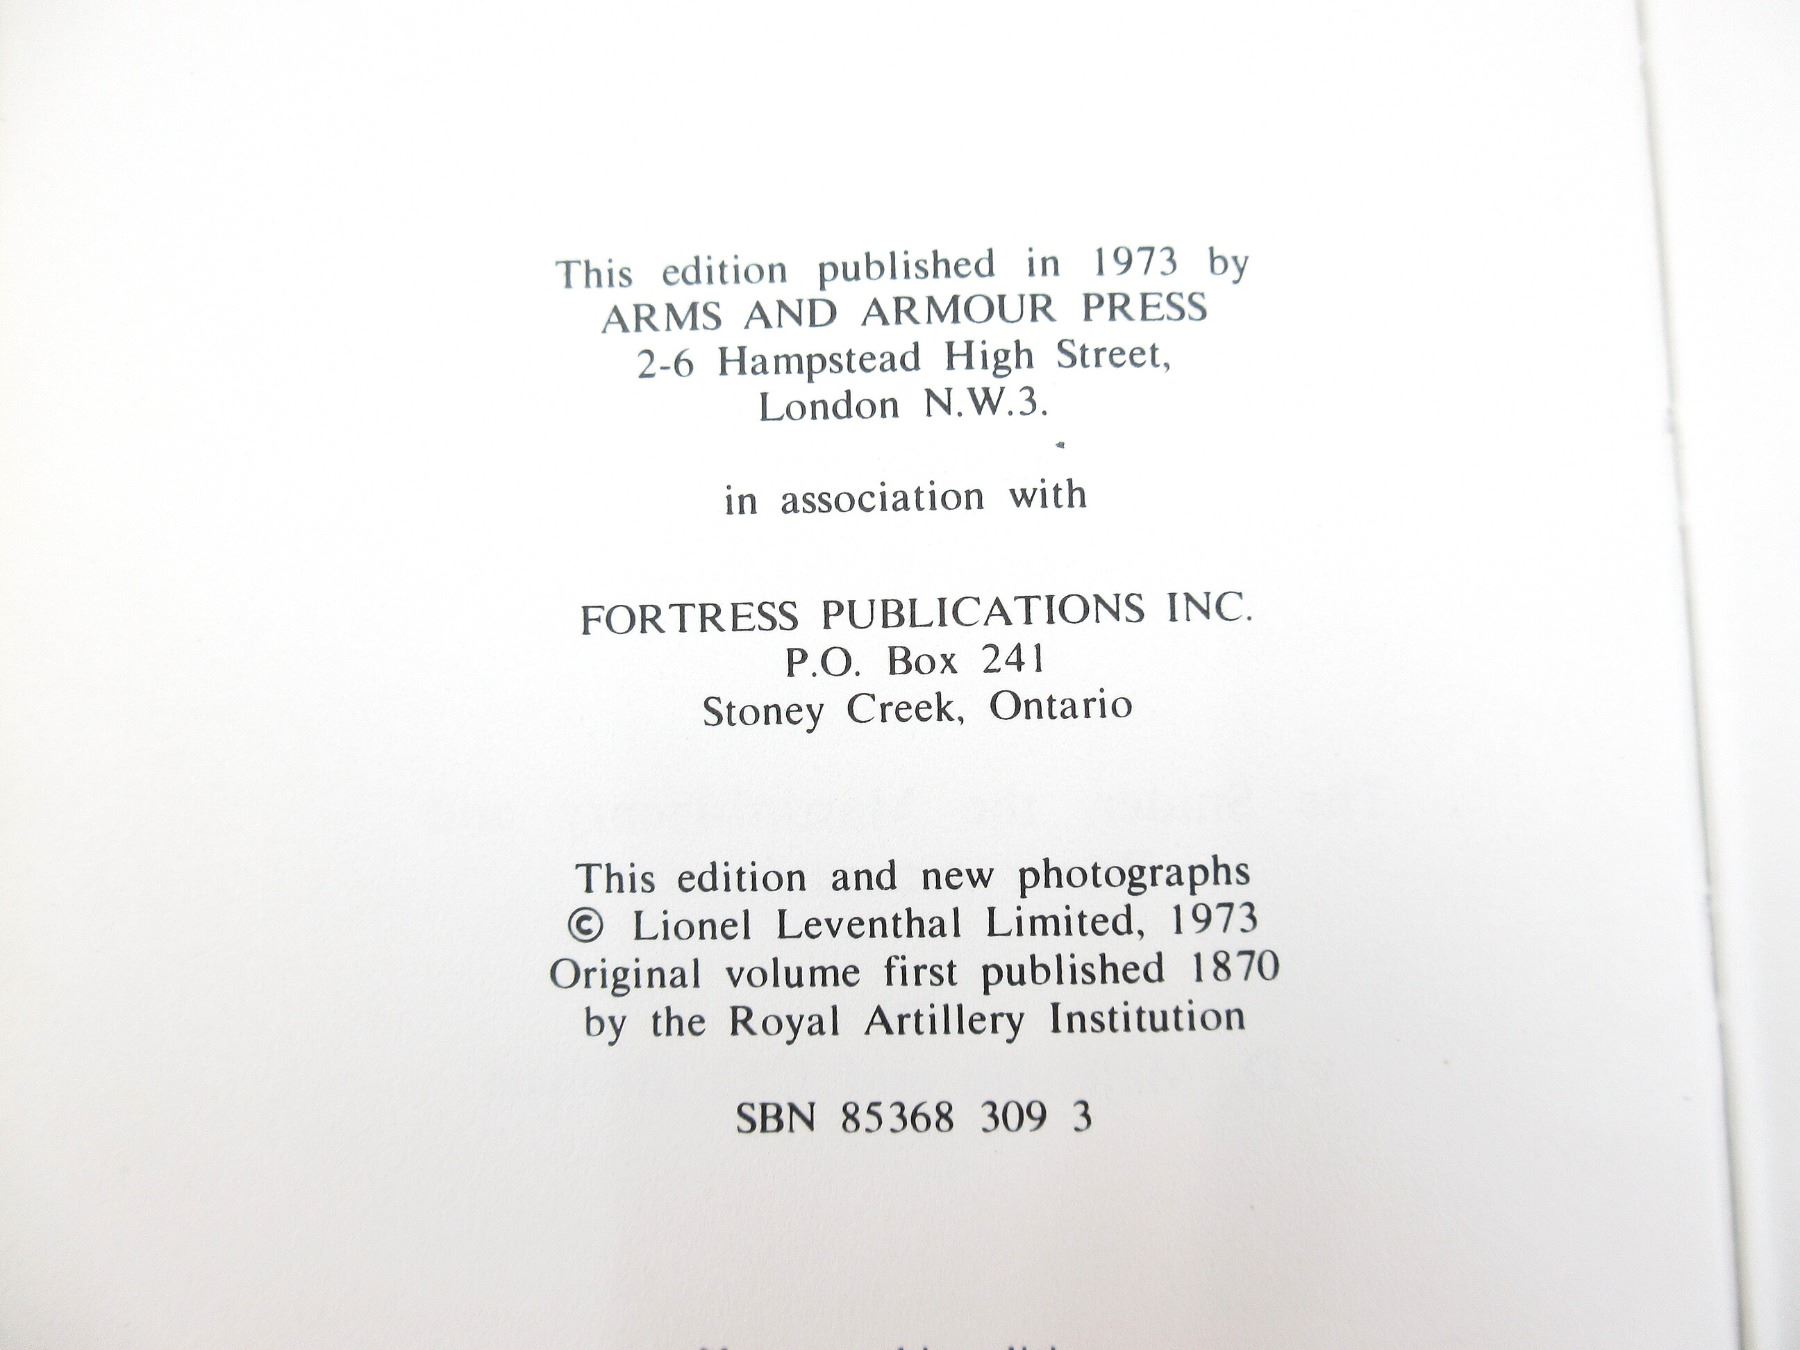 This edition published in 1973 by
ARMS AND ARMOUR PRESS
2-6 Hampstead High Street,
London N.W.3.
in association with
FORTRESS PUBLICATIONS INC.
P.O. Box 241
Stoney Creek, Ontario
This edition and new photographs
© Lionel Leventhal Limited, 1973
Original volume first published 1870
by the Royal Artillery Institution
SBN 85368 309 3